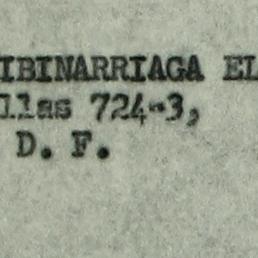 IBINARRIAGA EL
llas 724-3,
D. F.